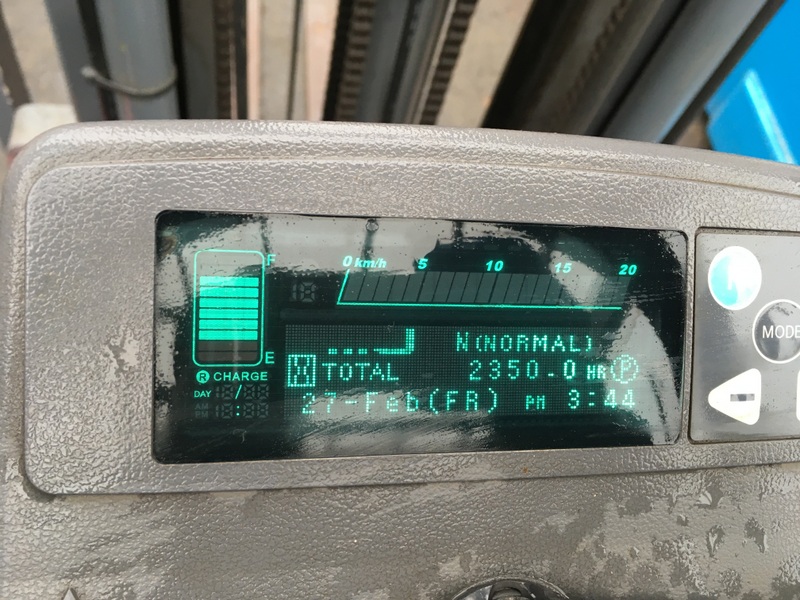 F
0 km/h 5 10 15 20
E
N(NORMAL)
R CHARGE
TOTAL 2350.0 HR P
DAY
27-Feb(FR) PM 3:44
MODE